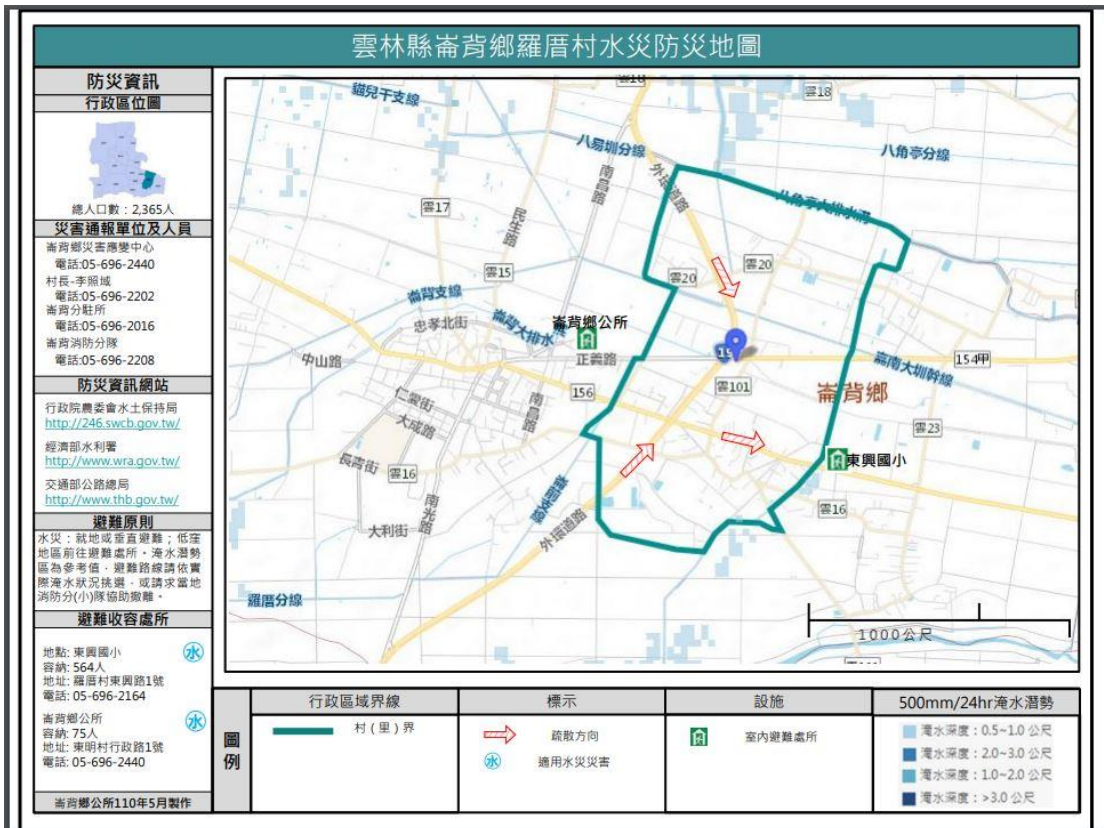 雲林縣崙背鄉羅厝村水災防災地圖
防災資訊
行政區位圖
總人口數：2,365人
災害通報單位及人員
崙背鄉災害應變中心
電話:05-696-2440
村長-李照域
電話:05-696-2202
崙背分駐所
電話:05-696-2016
崙背消防分隊
電話:05-696-2208
防災資訊網站
行政院農委會水土保持局
http://246.swcb.gov.tw/
經濟部水利署
http://www.wra.gov.tw/
交通部公路總局
http://www.thb.gov.tw/
避難原則
水災：就地或垂直避難；低窪
地區前往避難處所。淹水潛勢
區為參考值，避難路線請依實
際淹水狀況挑選，或請求當地
消防分(小)隊協助撤離。
避難收容處所
地點: 東興國小
水
容納: 564人
地址: 羅厝村東興路1號
電話: 05-696-2164
崙背鄉公所
水
容納: 75人
地址: 東明村行政路1號
電話: 05-696-2440
崙背鄉公所110年5月製作
貓兒干支線
雲18
八易圳分線
八角亭分線
南昌路
外環道路
八角亭大排水溝
雲17
民生路
雲15
雲20
雲20
崙背支線
忠孝北街
崙背大排水
崙背鄉公所
正義路
中山路
19
154甲
嘉南大圳幹線
156
雲101
崙背鄉
仁愛街
大成路
南昌路
雲23
長吉街
雲16
東興國小
南光路
大利街
外環道路
雲16
羅厝分線
1000公尺
圖例
行政區域界線
標示
設施
500mm/24hr淹水潛勢
村（里）界
疏散方向
室內避難處所
水
適用水災災害
淹水深度：0.5~1.0 公尺
淹水深度：2.0~3.0 公尺
淹水深度：1.0~2.0 公尺
淹水深度：>3.0 公尺